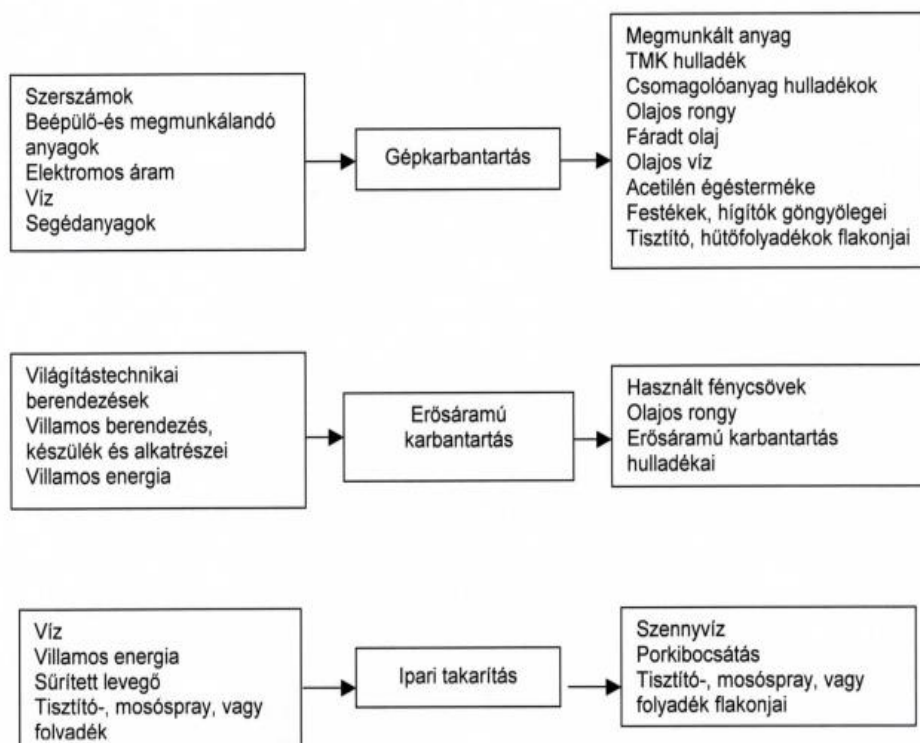 Szerszámok
Beépülő-és megmunkálandó
anyagok
Elektromos áram
Víz
Segédanyagok
Gépkarbantartás
Megmunkált anyag
TMK hulladék
Csomagolóanyag hulladékok
Olajos rongy
Fáradt olaj
Olajos víz
Acetilén égésterméke
Festékek, hígítók göngyölegei
Tisztító, hűtőfolyadékok flakonjai
Világítástechnikai
berendezések
Villamos berendezés,
készülék és alkatrészei
Villamos energia
Erősáramú
karbantartás
Használt fénycsövek
Olajos rongy
Erősáramú karbantartás
hulladékai
Víz
Villamos energia
Sűrített levegő
Tisztító-, mosóspray, vagy
folyadék
Ipari takarítás
Szennyvíz
Porkibocsátás
Tisztító-, mosóspray, vagy
folyadék flakonjai